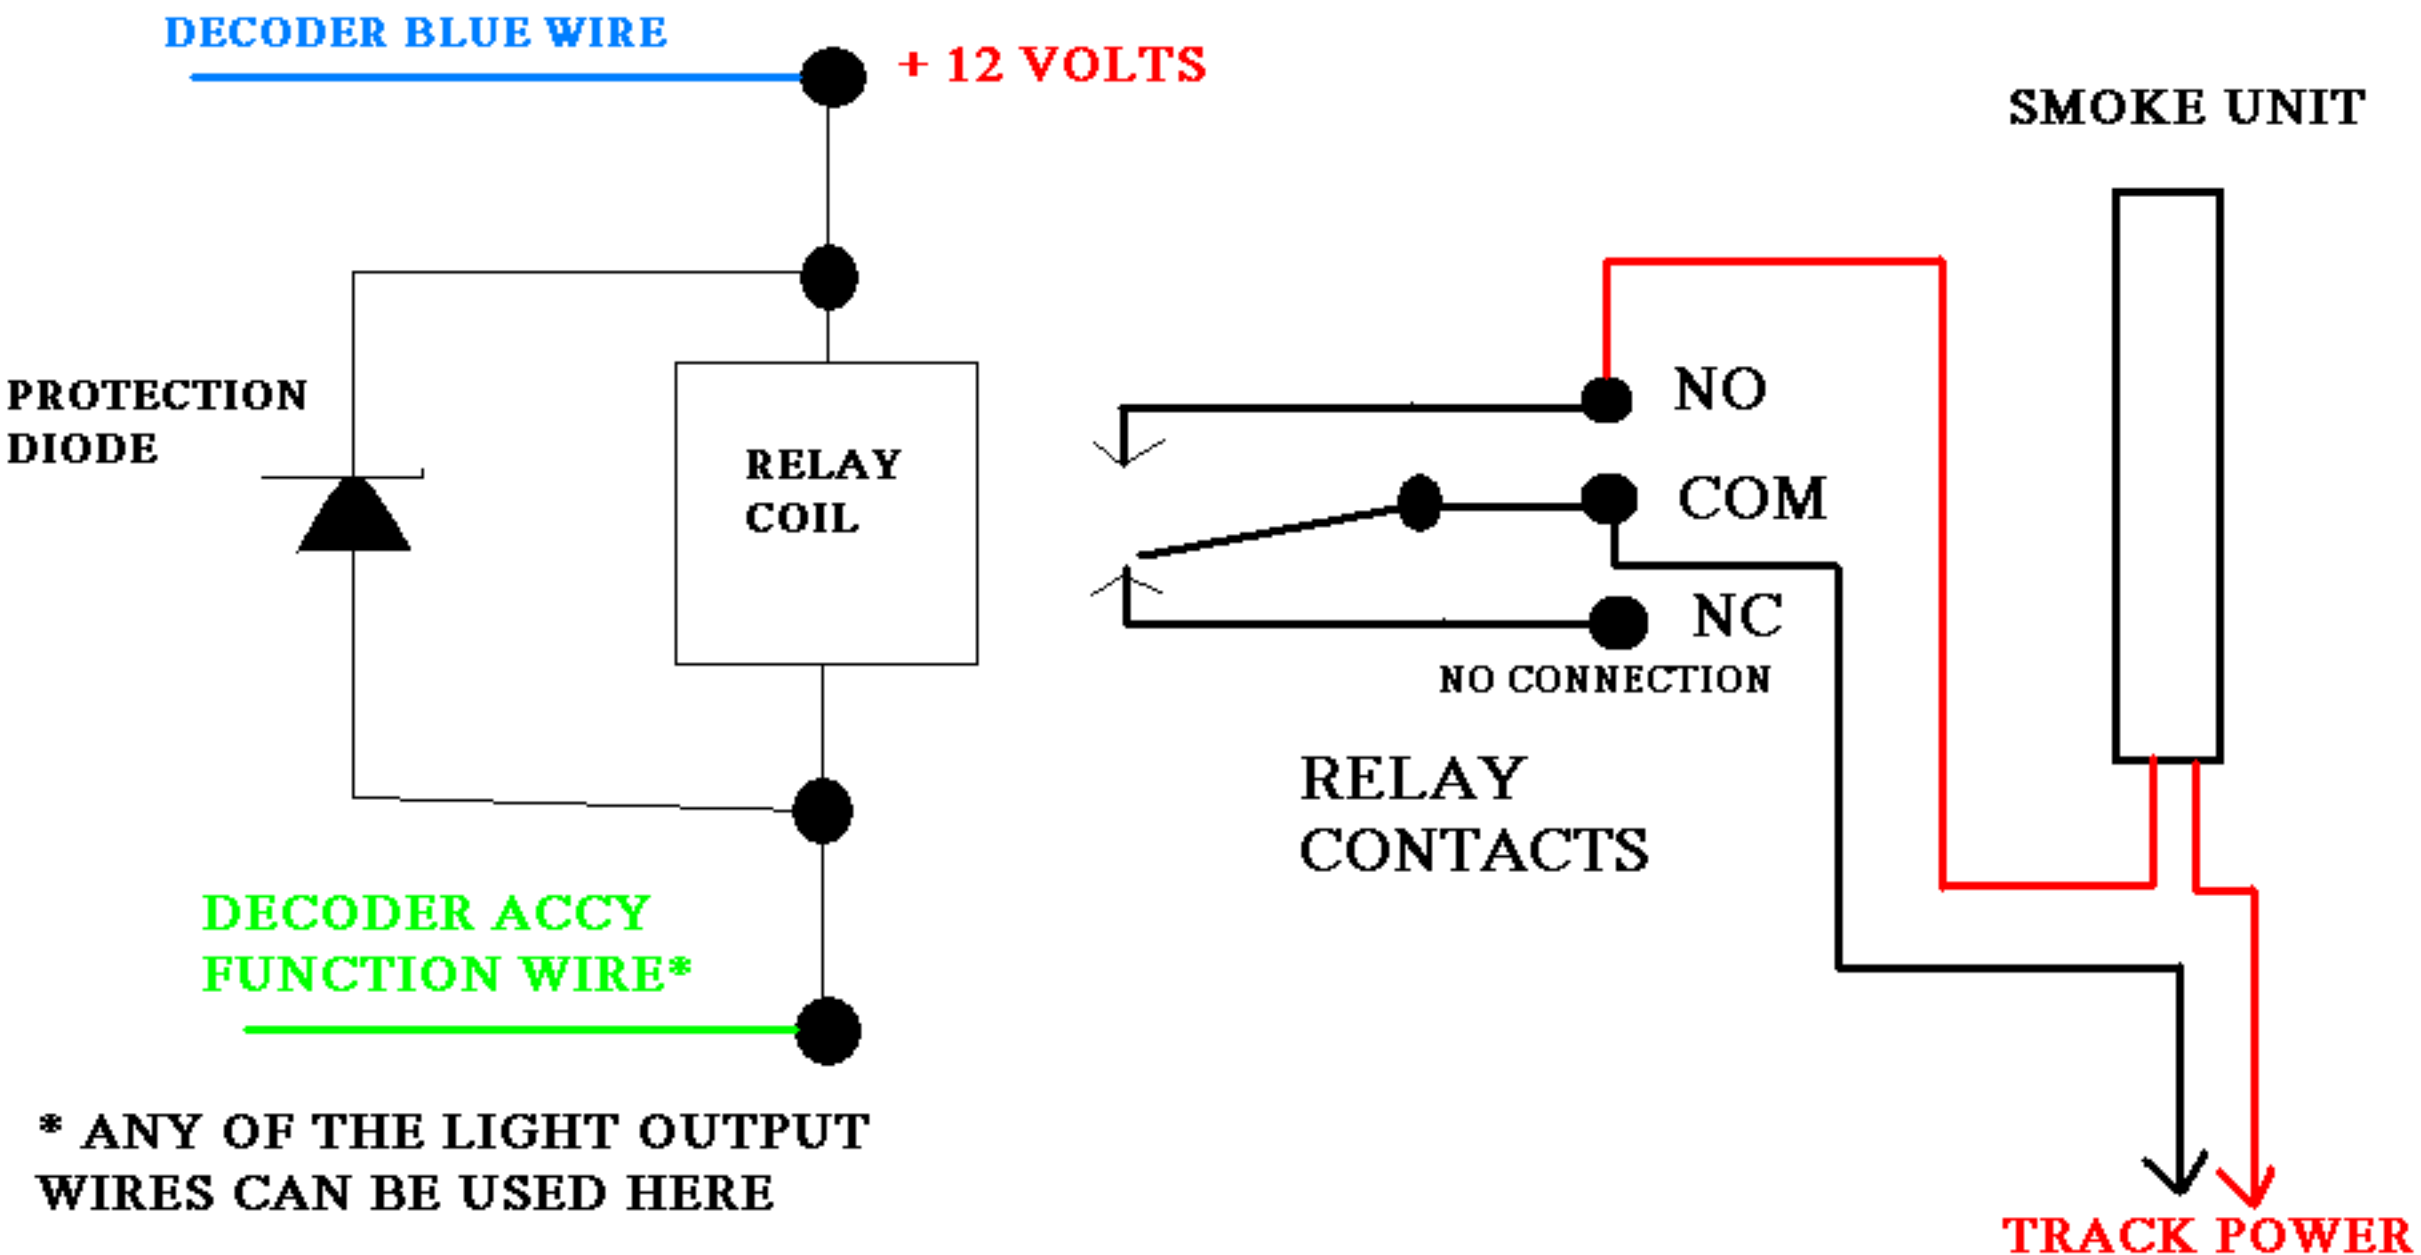 DECODER BLUE WIRE
+ 12 VOLTS
SMOKE UNIT
PROTECTION
DIODE
RELAY
COIL
NO
COM
NC
NO CONNECTION
RELAY
CONTACTS
DECODER ACCY
FUNCTION WIRE*
* ANY OF THE LIGHT OUTPUT
WIRES CAN BE USED HERE
TRACK POWER